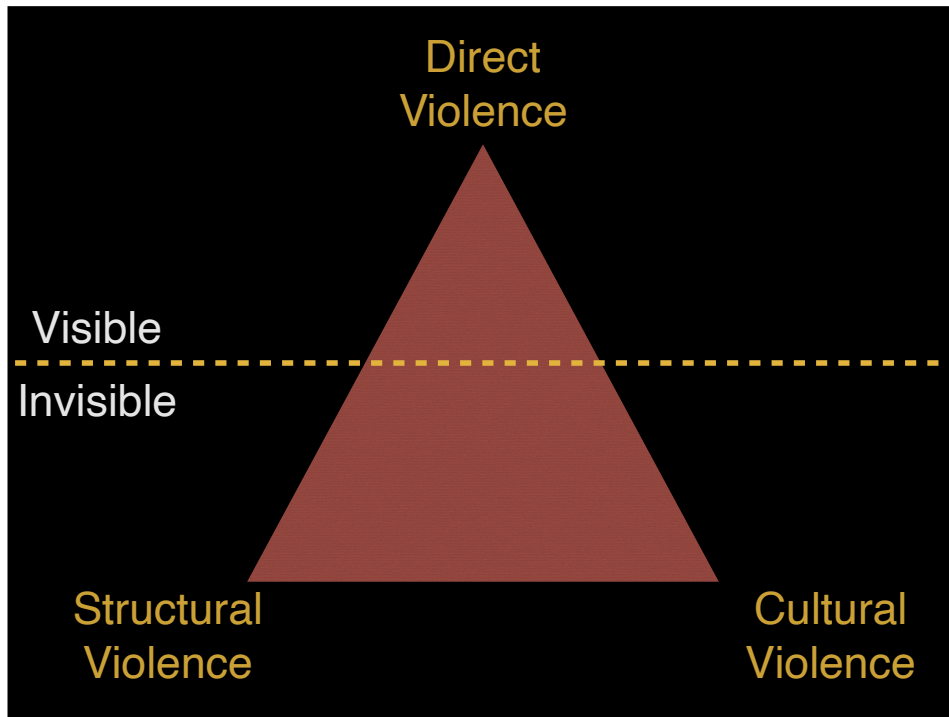 Direct
Violence
Visible
Invisible
Structural
Violence
Cultural
Violence